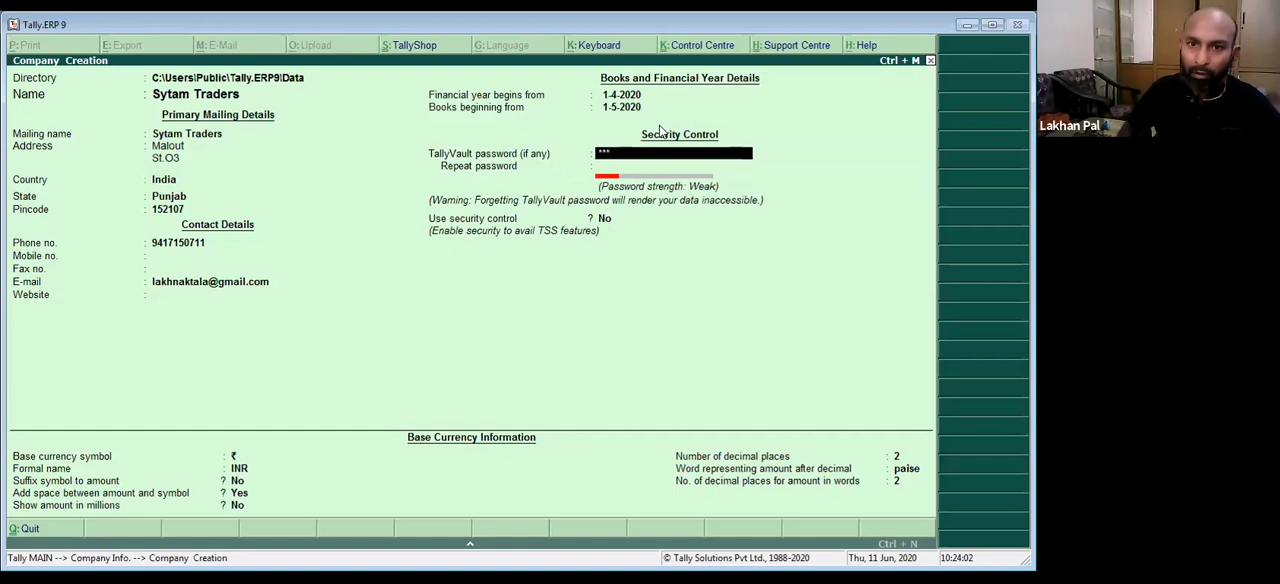 Tally.ERP 9
P: Print
E: Export
M: E-Mail
O: Upload
S: TallyShop
G: Language
K: Keyboard
K: Control Centre
H: Support Centre
H: Help
Company Creation
Ctrl + M
Directory : C:\Users\Public\Tally.ERP9\Data
Name : Sytam Traders
Primary Mailing Details
Mailing name : Sytam Traders
Address : Malout
St.O3
Country : India
State : Punjab
Pincode : 152107
Contact Details
Phone no. : 9417150711
Mobile no. :
Fax no. :
E-mail : lakhnaktala@gmail.com
Website :
Books and Financial Year Details
Financial year begins from : 1-4-2020
Books beginning from : 1-5-2020
Security Control
TallyVault password (if any) : ***
Repeat password :
(Password strength: Weak)
(Warning: Forgetting TallyVault password will render your data inaccessible.)
Use security control ? No
(Enable security to avail TSS features)
Lakhan Pal
Base Currency Information
Base currency symbol : ₹
Formal name : INR
Suffix symbol to amount ? No
Add space between amount and symbol ? Yes
Show amount in millions ? No
Number of decimal places : 2
Word representing amount after decimal : paise
No. of decimal places for amount in words : 2
Q: Quit
Ctrl + N
Tally MAIN --> Company Info. --> Company Creation
© Tally Solutions Pvt Ltd., 1988-2020
Thu, 11 Jun, 2020
10:24:02